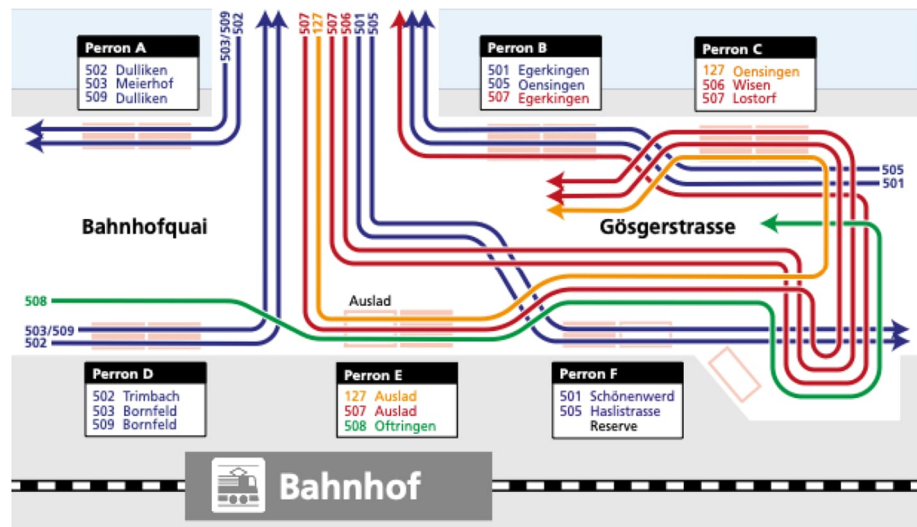 503/509
502
507
127
507
506
501
505
Perron A
502 Dulliken
503 Meierhof
509 Dulliken
Perron B
501 Egerkingen
505 Oensingen
507 Egerkingen
Perron C
127 Oensingen
506 Wisen
507 Lostorf
505
501
Bahnhofquai
Gösgerstrasse
508
Auslad
503/509
502
Perron D
502 Trimbach
503 Bornfeld
509 Bornfeld
Perron E
127 Auslad
507 Auslad
508 Oftringen
Perron F
501 Schönenwerd
505 Haslistrasse
Reserve
Bahnhof